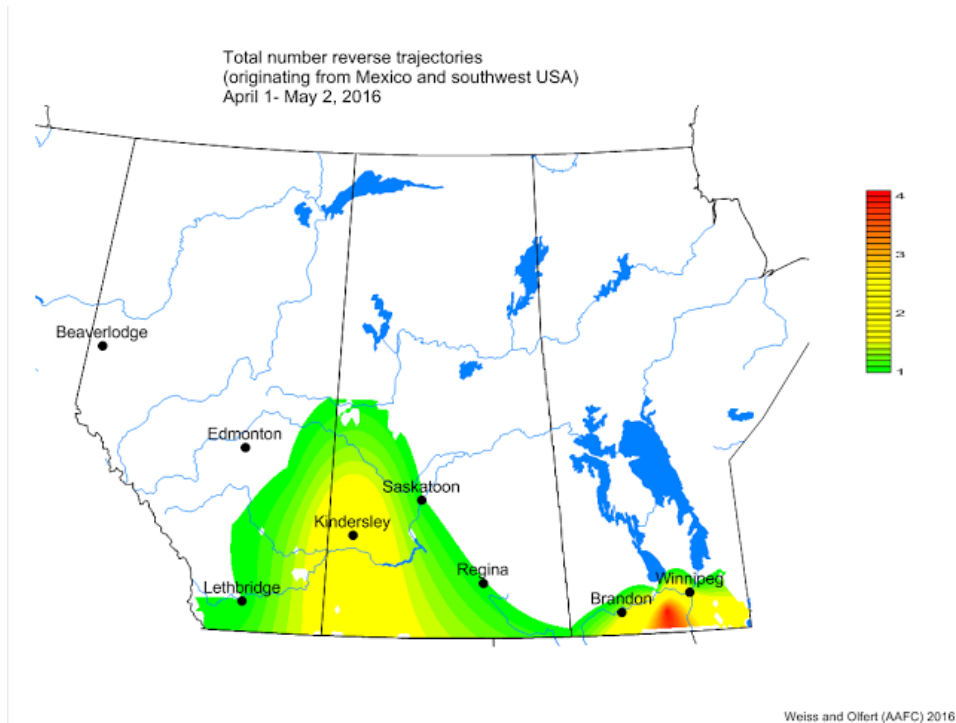 Total number reverse trajectories
(originating from Mexico and southwest USA)
April 1- May 2, 2016
4
3
2
1
Beaverlodge
Edmonton
Saskatoon
Kindersley
Regina
Lethbridge
Winnipeg
Brandon
Weiss and Olfert (AAFC) 2016